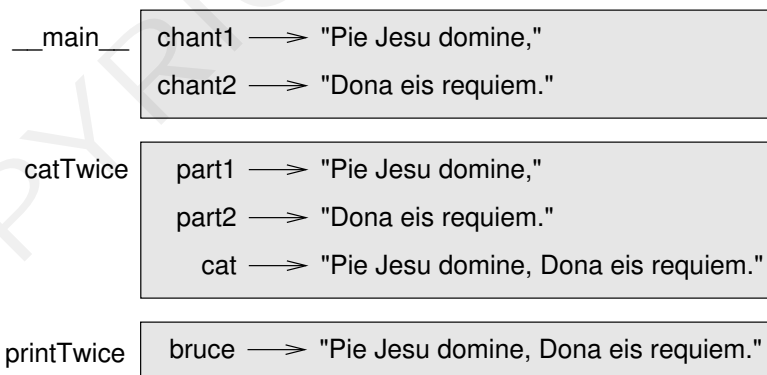 __main__ chant1 "Pie Jesu domine,"
chant2 "Dona eis requiem."
catTwice part1 "Pie Jesu domine,"
part2 "Dona eis requiem."
cat "Pie Jesu domine, Dona eis requiem."
printTwice bruce "Pie Jesu domine, Dona eis requiem."